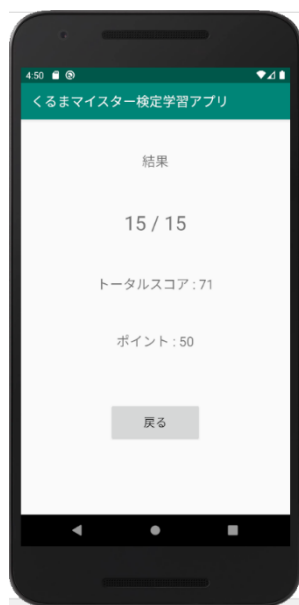 4:50
くるまマイスター検定学習アプリ
結果
15 / 15
トータルスコア : 71
ポイント : 50
戻る